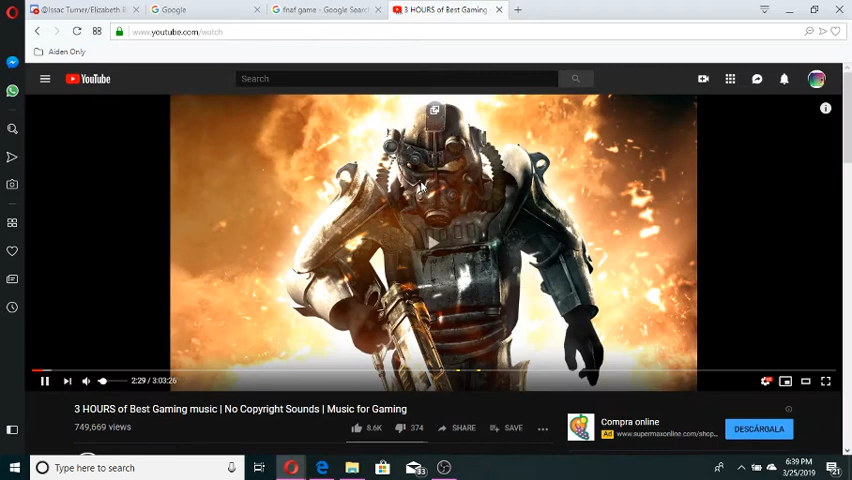 @Issac Turner/Elizabeth B
Google
fnaf game - Google Search
3 HOURS of Best Gaming
www.youtube.com/watch
Aiden Only
YouTube
Search
2:29 / 3:03:26
3 HOURS of Best Gaming music | No Copyright Sounds | Music for Gaming
749,669 views
8.6K
374
SHARE
SAVE
Compra online
Ad www.supermaxonline.com/shop...
DESCÁRGALA
Type here to search
33
6:39 PM
3/25/2019
21